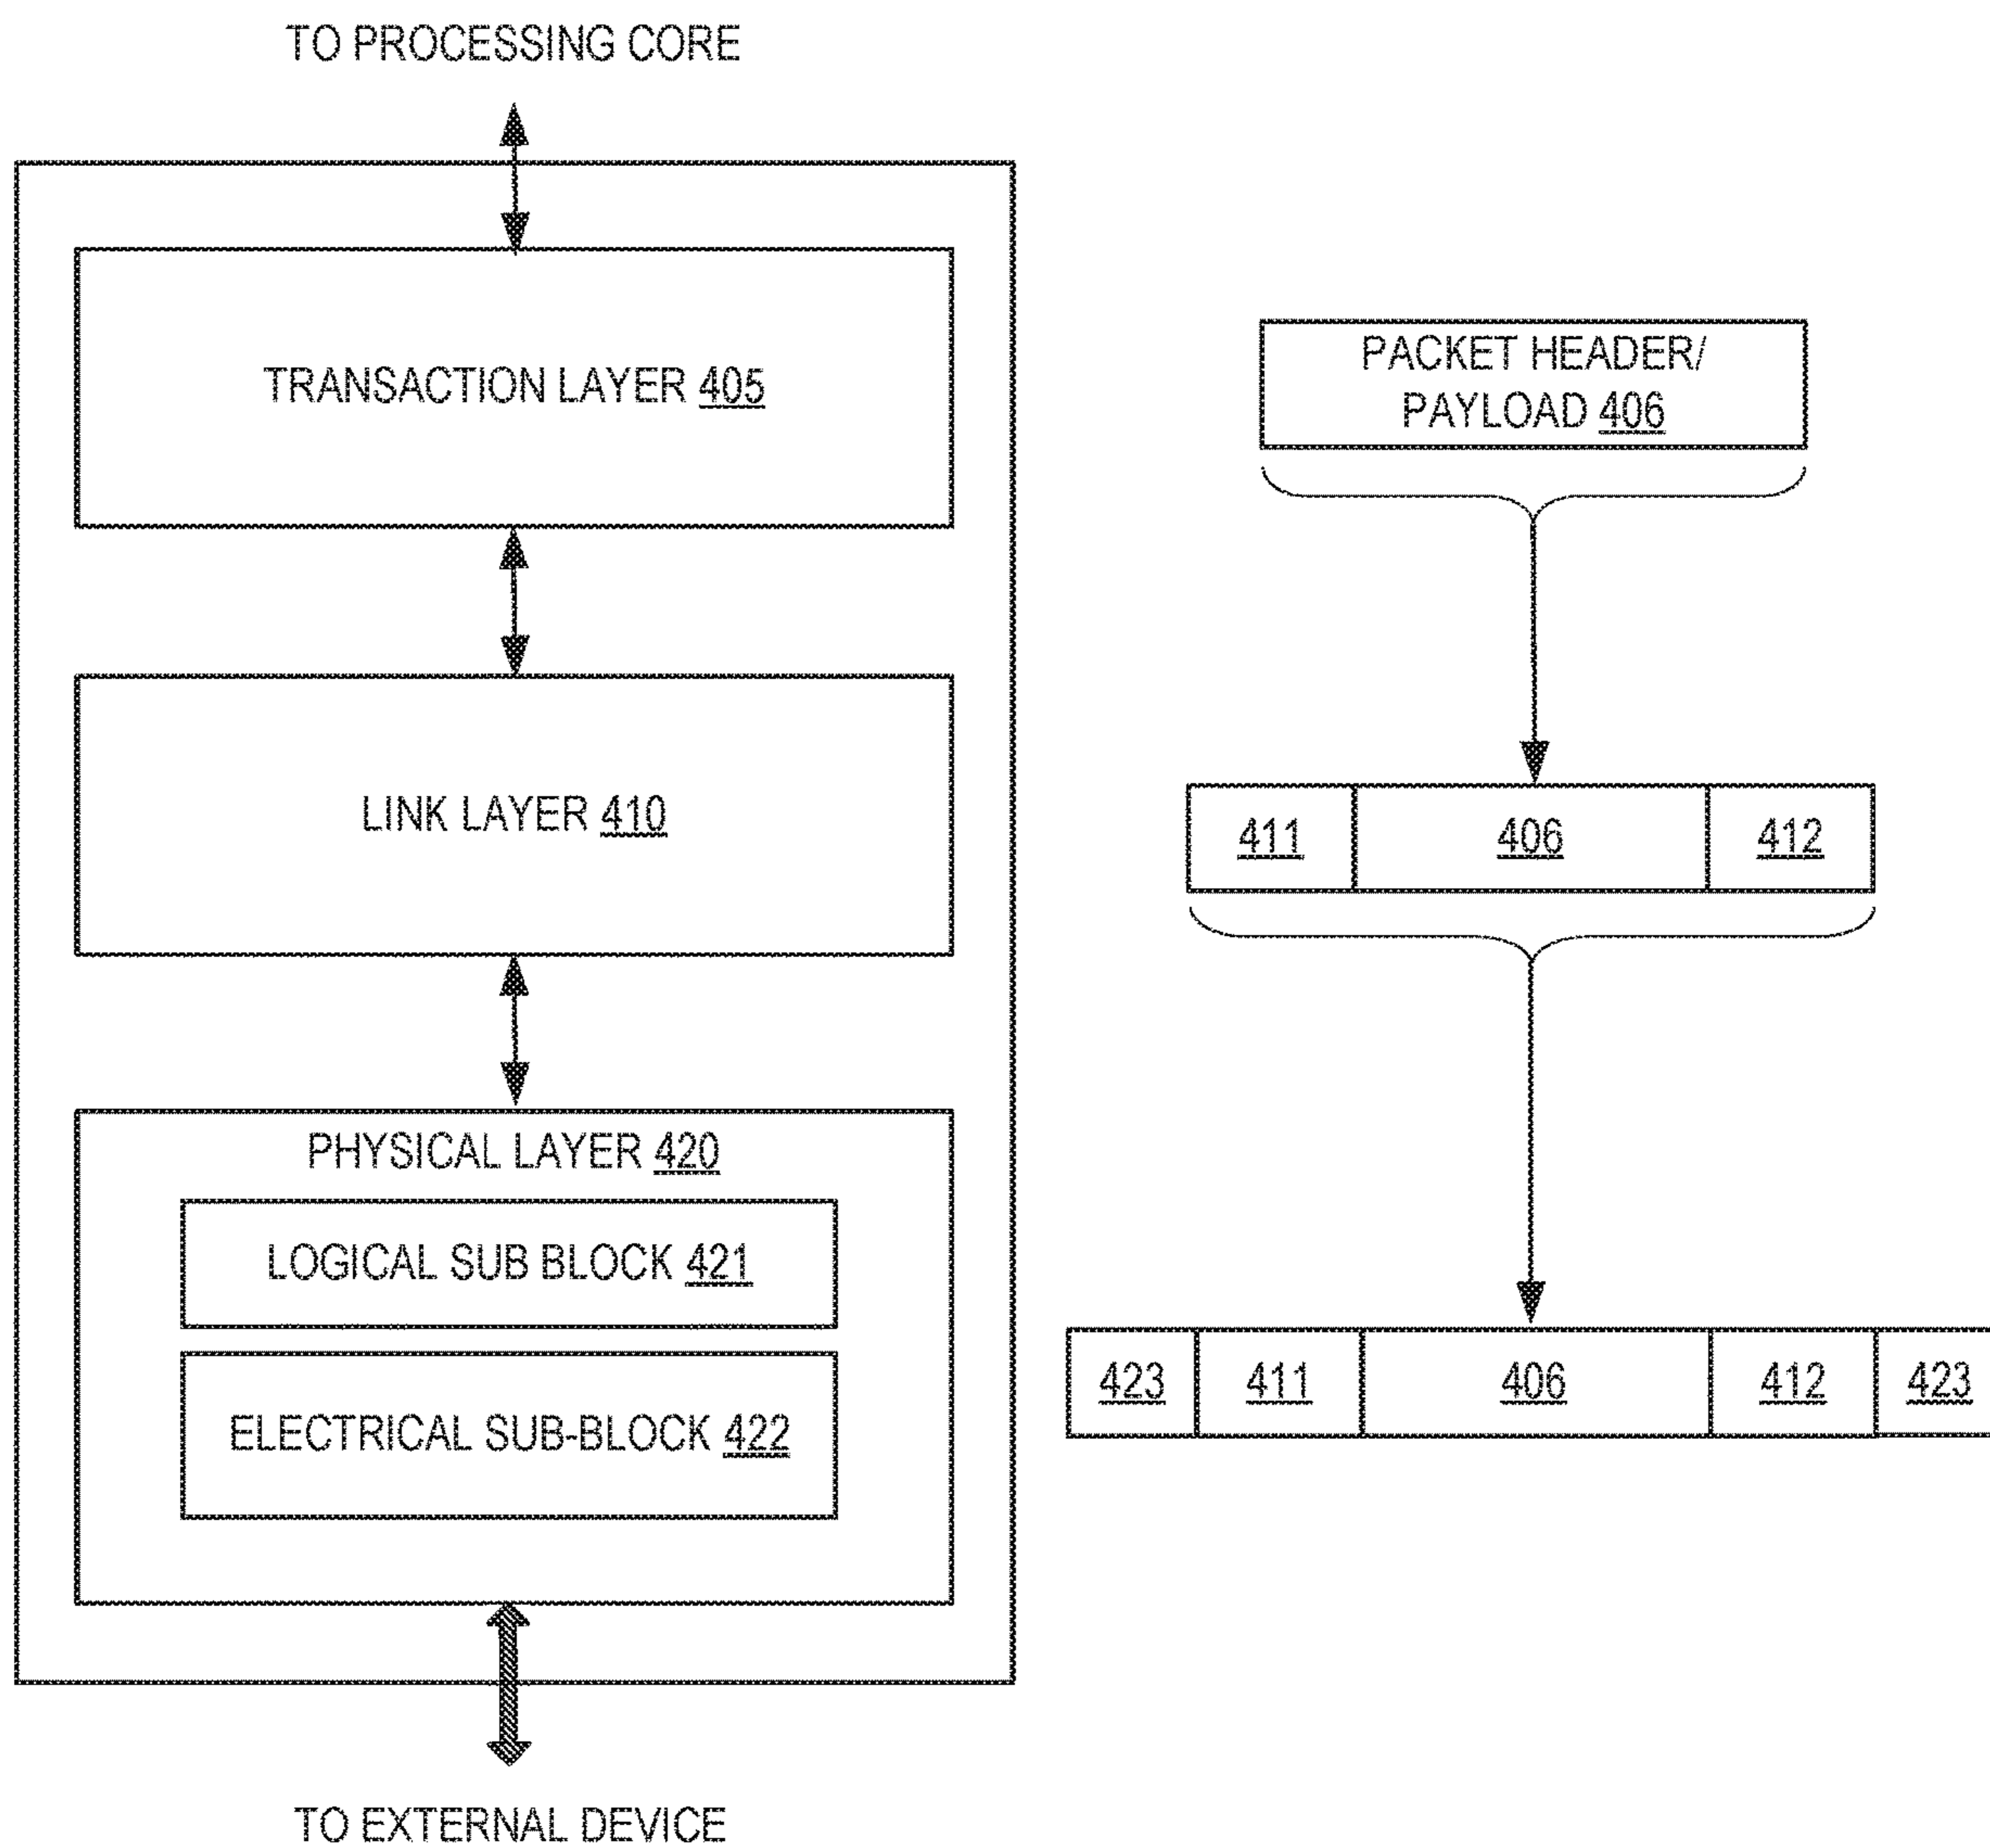 TO PROCESSING CORE
TRANSACTION LAYER 405
PACKET HEADER/
PAYLOAD 406
LINK LAYER 410
411 406 412
PHYSICAL LAYER 420
LOGICAL SUB BLOCK 421
ELECTRICAL SUB-BLOCK 422
423 411 406 412 423
TO EXTERNAL DEVICE